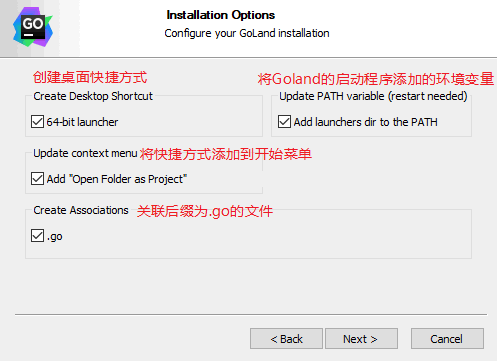 GO
Installation Options
Configure your GoLand installation
创建桌面快捷方式
将Goland的启动程序添加的环境变量
Create Desktop Shortcut
Update PATH variable (restart needed)
64-bit launcher
Add launchers dir to the PATH
Update context menu
将快捷方式添加到开始菜单
Add "Open Folder as Project"
Create Associations
关联后缀为.go的文件
.go
< Back
Next >
Cancel